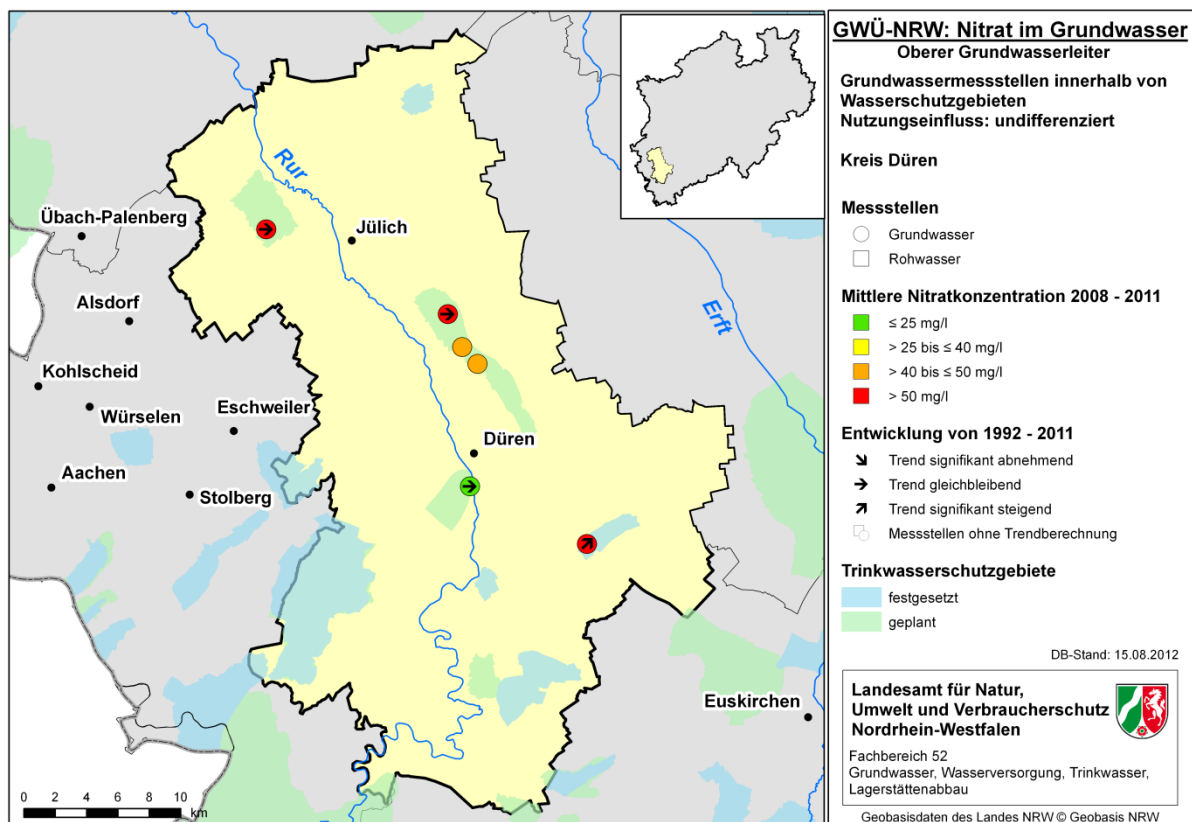 Rur
Übach-Palenberg
Jülich
Alsdorf
Erft
Kohlscheid
Würselen
Eschweiler
Düren
Aachen
Stolberg
Euskirchen
0 2 4 6 8 10
km
GWÜ-NRW: Nitrat im Grundwasser
Oberer Grundwasserleiter
Grundwassermessstellen innerhalb von
Wasserschutzgebieten
Nutzungseinfluss: undifferenziert
Kreis Düren
Messstellen
Grundwasser
Rohwasser
Mittlere Nitratkonzentration 2008 - 2011
≤ 25 mg/l
> 25 bis ≤ 40 mg/l
> 40 bis ≤ 50 mg/l
> 50 mg/l
Entwicklung von 1992 - 2011
Trend signifikant abnehmend
Trend gleichbleibend
Trend signifikant steigend
Messstellen ohne Trendberechnung
Trinkwasserschutzgebiete
festgesetzt
geplant
DB-Stand: 15.08.2012
Landesamt für Natur,
Umwelt und Verbraucherschutz
Nordrhein-Westfalen
Fachbereich 52
Grundwasser, Wasserversorgung, Trinkwasser,
Lagerstättenabbau
Geobasisdaten des Landes NRW © Geobasis NRW